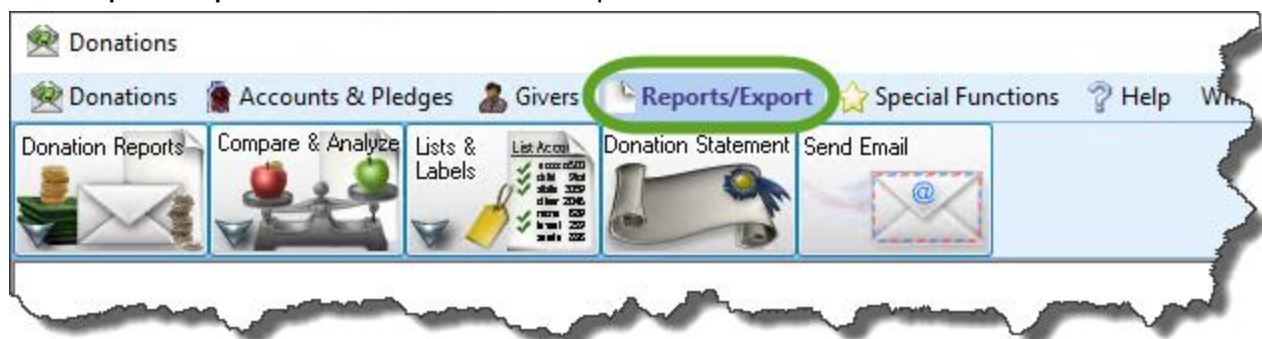 Donations
Donations Accounts & Pledges Givers Reports/Export Special Functions ? Help
Donation Reports Compare & Analyze Lists & Labels Donation Statement Send Email
@